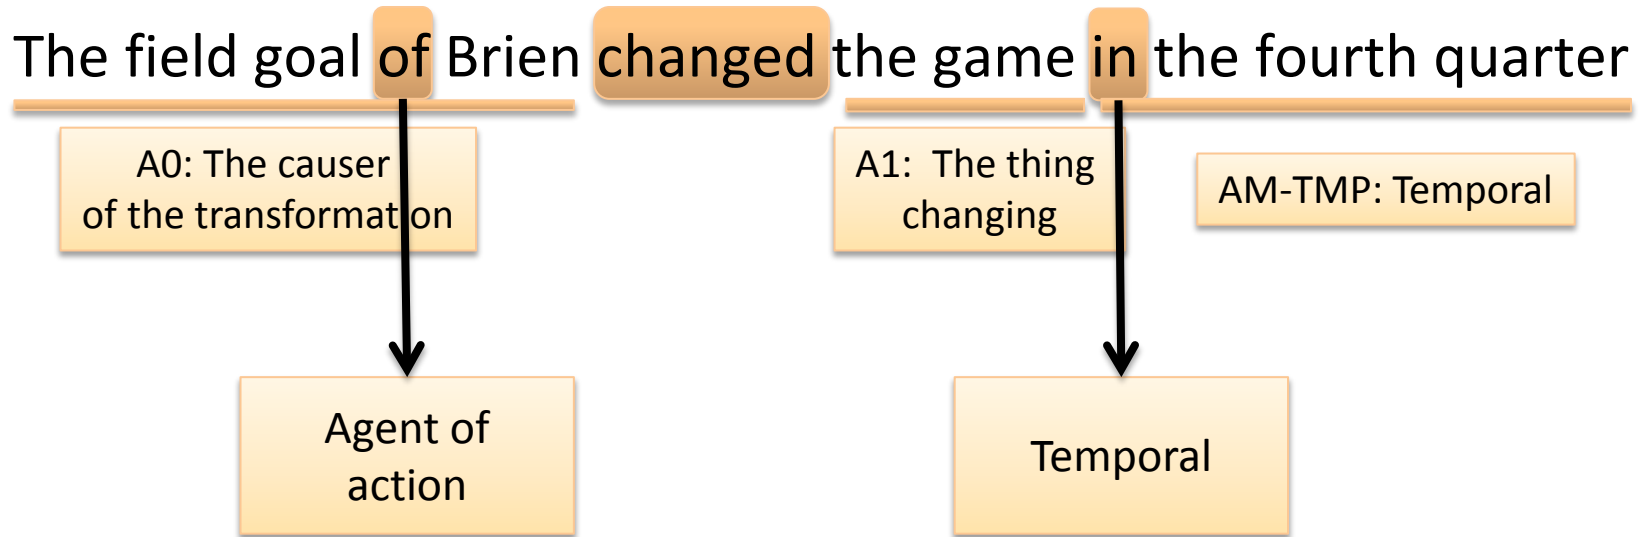 The field goal of Brien changed the game in the fourth quarter
A0: The causer
of the transformation
A1: The thing
changing
AM-TMP: Temporal
Agent of
action
Temporal